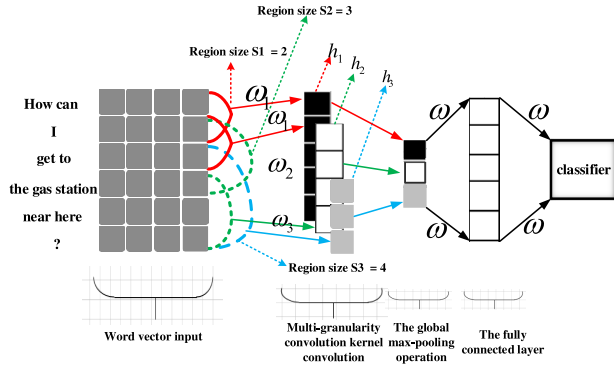 Region size S2 = 3
Region size S1 = 2
h1
h2
h3
How can
I
get to
the gas station
near here
?
ω1
ω1
ω2
ω3
ω
ω
ω
ω
classifier
Region size S3 = 4
Word vector input
Multi-granularity
convolution kernel
convolution
The global
max-pooling
operation
The fully
connected layer